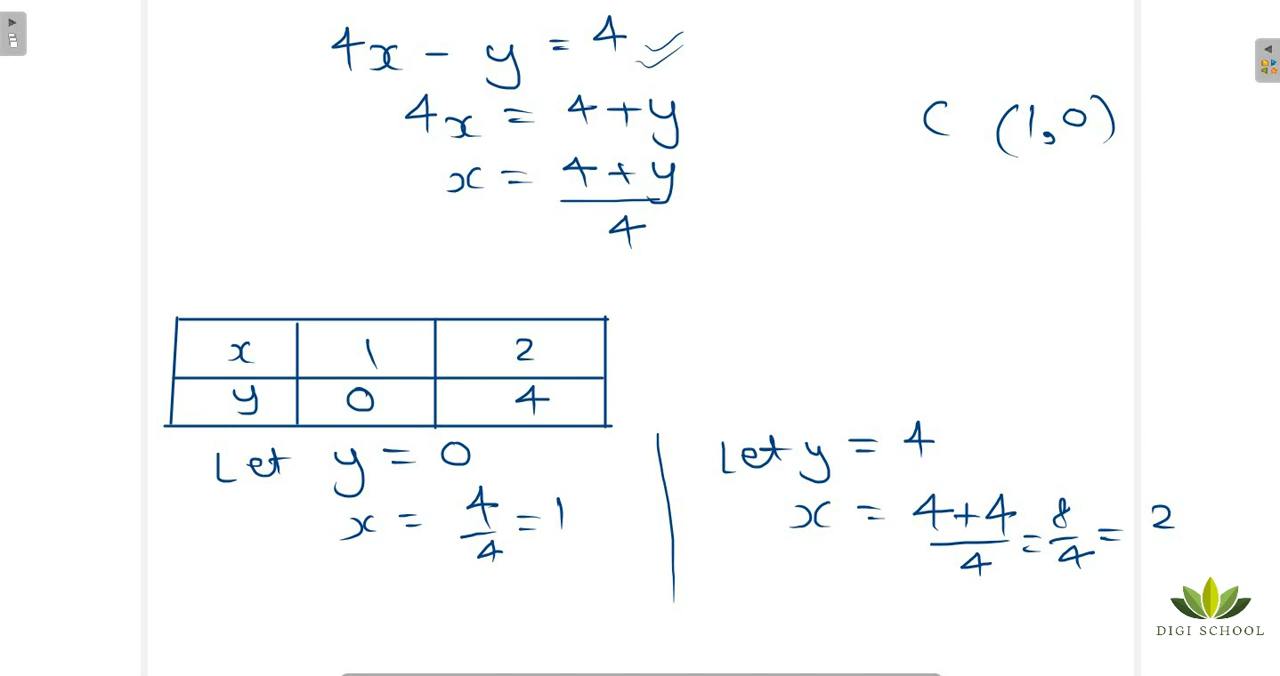 4x - y = 4
4x = 4 + y
x = 4 + y
4
C (1,0)
x 1 2
y 0 4
Let y = 0
x = 4/4 = 1
Let y = 4
x = 4+4/4 = 8/4 = 2
DIGI SCHOOL